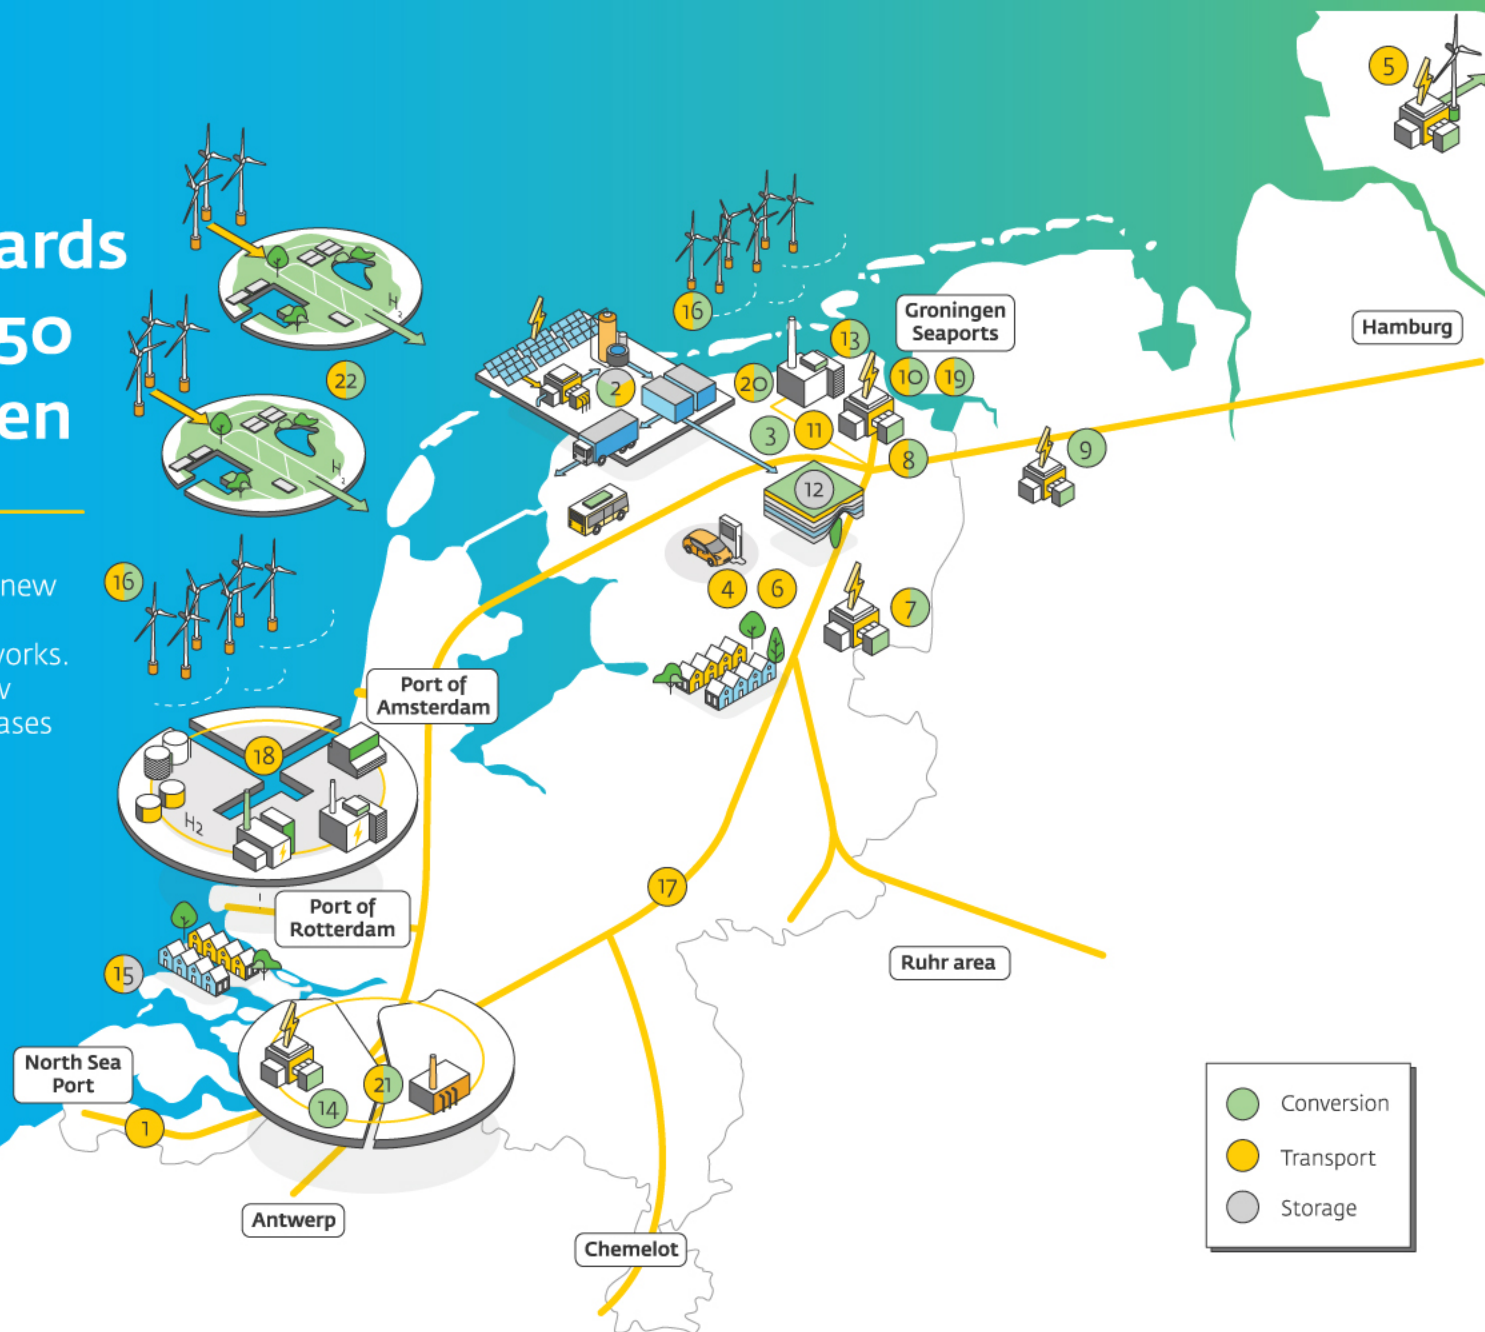 ards
50
en
new
vorks.
v
ases
5
16
Groningen
Seaports
Hamburg
13
20
10
19
22
2
3
11
8
9
12
H2
H2
16
4
6
7
Port of
Amsterdam
18
H2
17
Port of
Rotterdam
Ruhr area
15
North Sea
Port
21
14
1
Antwerp
Chemelot
Conversion
Transport
Storage